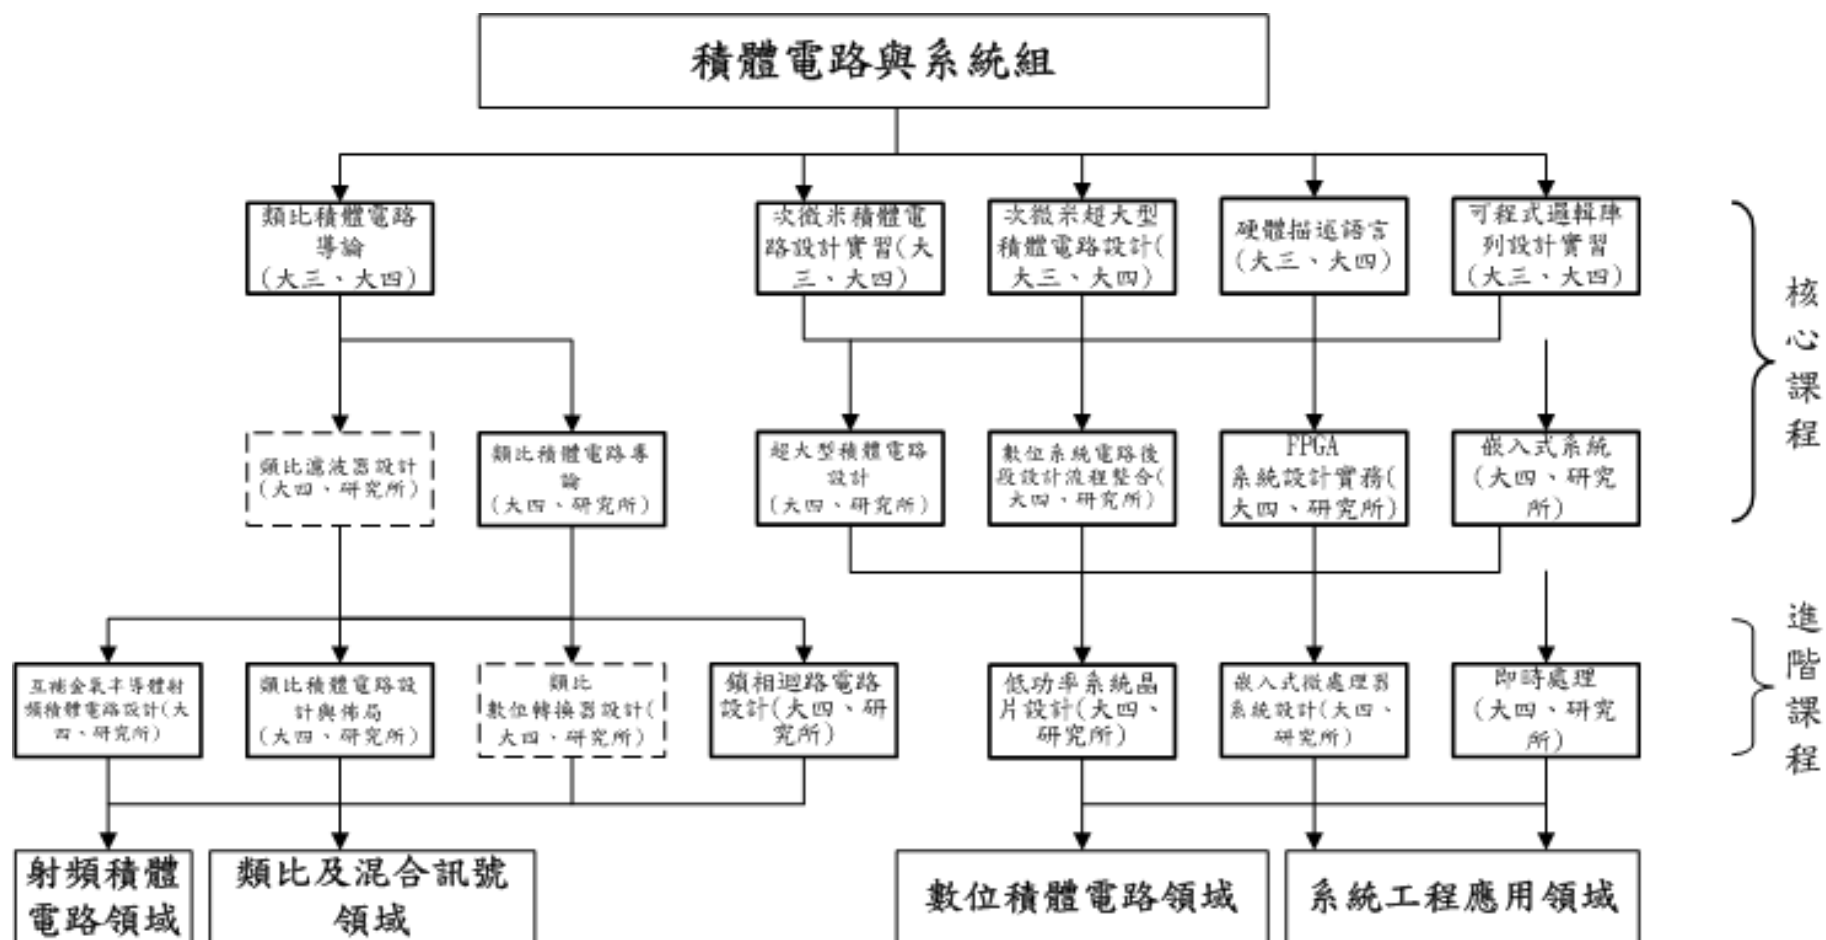 積體電路與系統組
類比積體電路
導論
(大三、大四)
次微米積體電
路設計實習(大
三、大四)
次微米超大型
積體電路設計(
大三、大四)
硬體描述語言
(大三、大四)
可程式邏輯陣
列設計實習
(大三、大四)
核
心
課
程
類比濾波器設計
(大四、研究所)
類比積體電路導
論
(大四、研究所)
超大型積體電路
設計
(大四、研究所)
數位系統電路後
段設計流程整合(
大四、研究所)
FPGA
系統設計實務(
大四、研究所)
嵌入式系統
(大四、研究
所)
互補金氧半導體射
頻積體電路設計(大
四、研究所)
類比積體電路設
計與佈局
(大四、研究所)
類比
數位轉換器設計(
大四、研究所)
鎖相迴路電路
設計(大四、研
究所)
低功率系統晶
片設計(大四、
研究所)
嵌入式微處理器
系統設計(大四、
研究所)
即時處理
(大四、研究
所)
進
階
課
程
射頻積體
電路領域
類比及混合訊號
領域
數位積體電路領域
系統工程應用領域